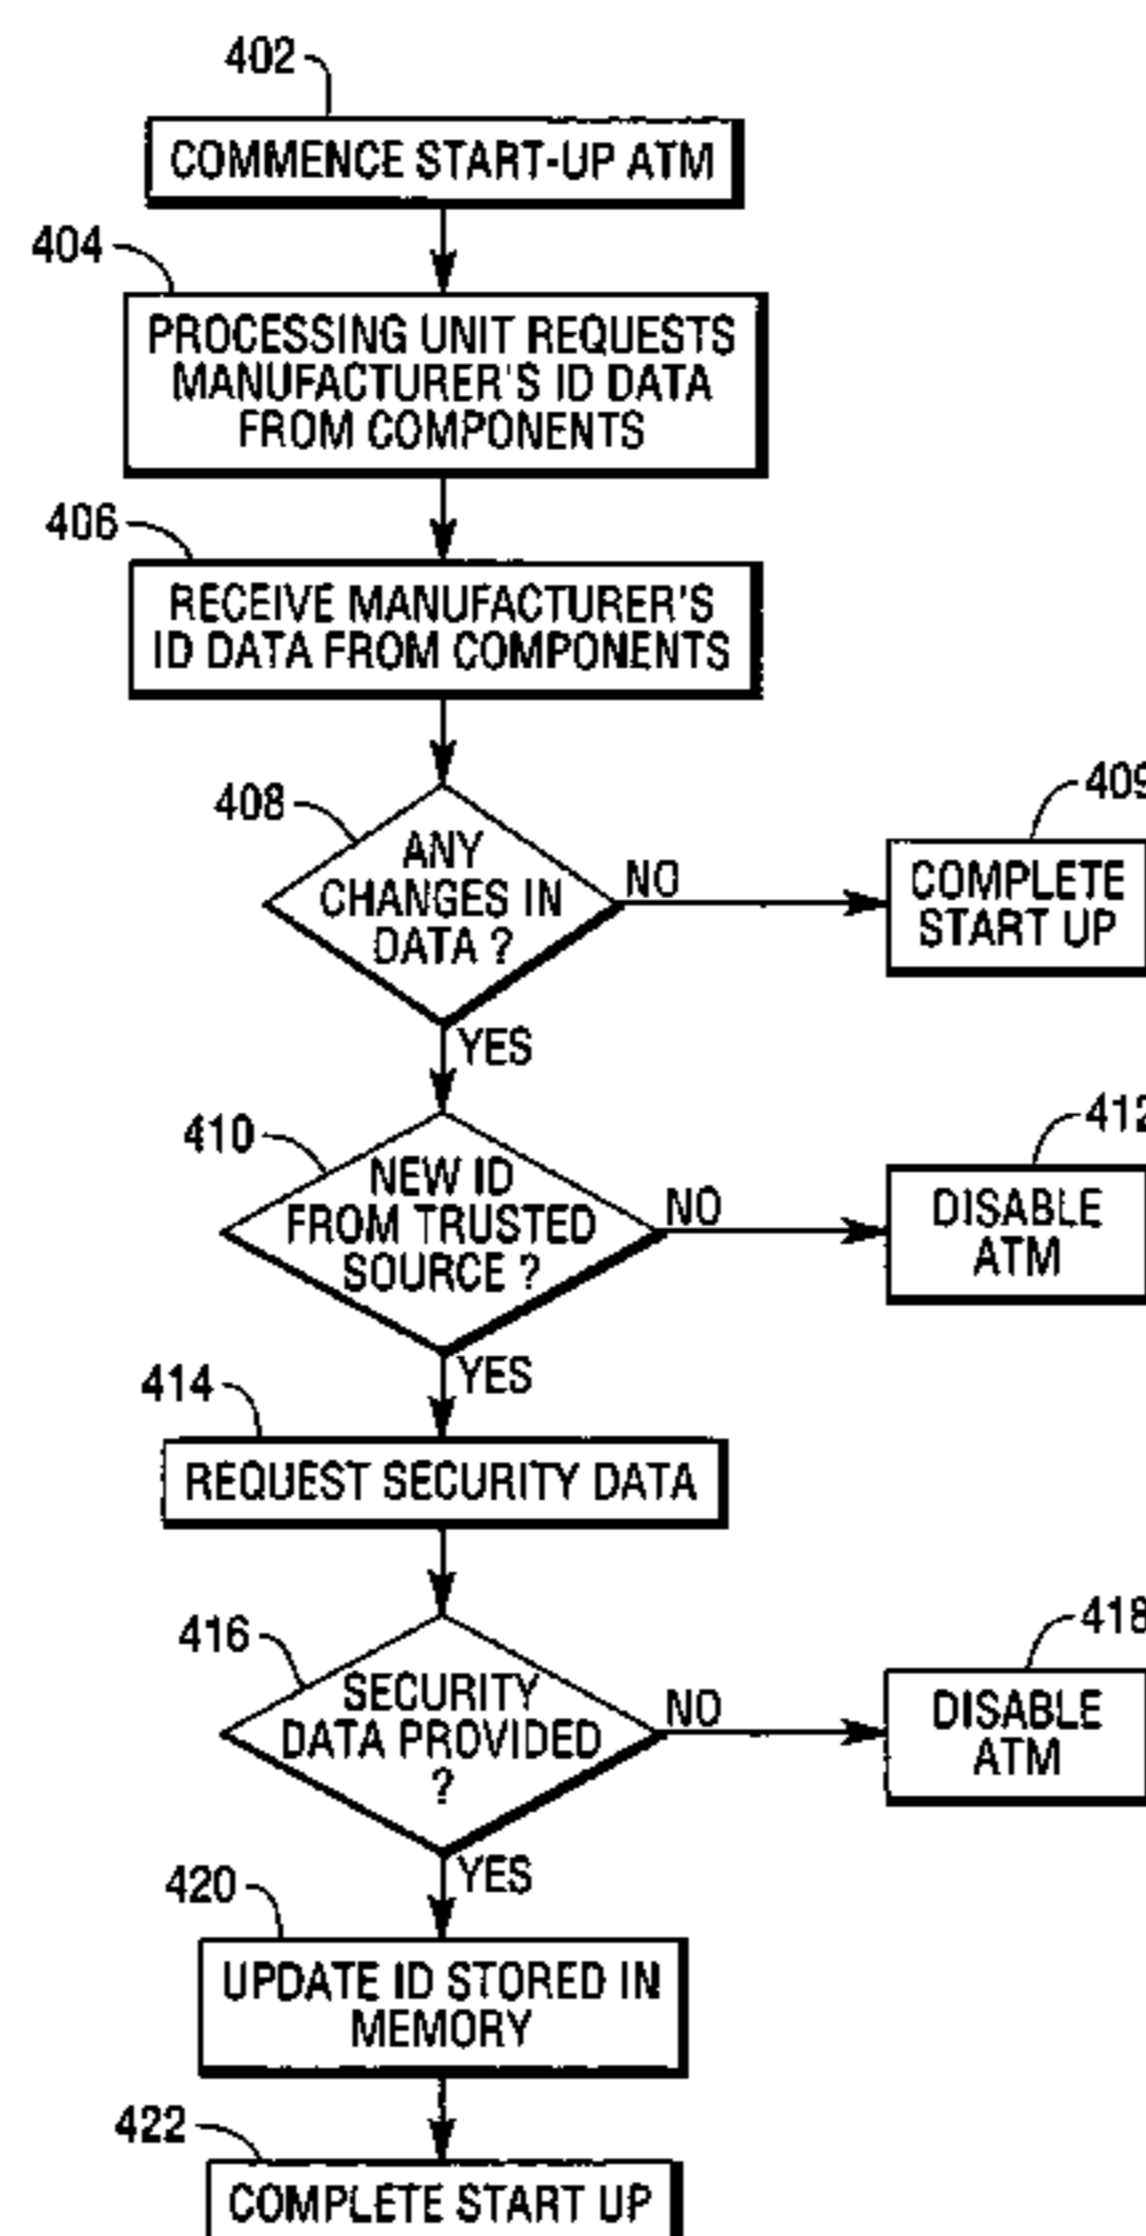 402
COMMENCE START-UP ATM
404
PROCESSING UNIT REQUESTS
MANUFACTURER'S ID DATA
FROM COMPONENTS
406
RECEIVE MANUFACTURER'S
ID DATA FROM COMPONENTS
408
ANY
CHANGES IN
DATA ?
NO
409
COMPLETE
START UP
YES
410
NEW ID
FROM TRUSTED
SOURCE ?
NO
412
DISABLE
ATM
YES
414
REQUEST SECURITY DATA
416
SECURITY
DATA PROVIDED
?
NO
418
DISABLE
ATM
YES
420
UPDATE ID STORED IN
MEMORY
422
COMPLETE START UP